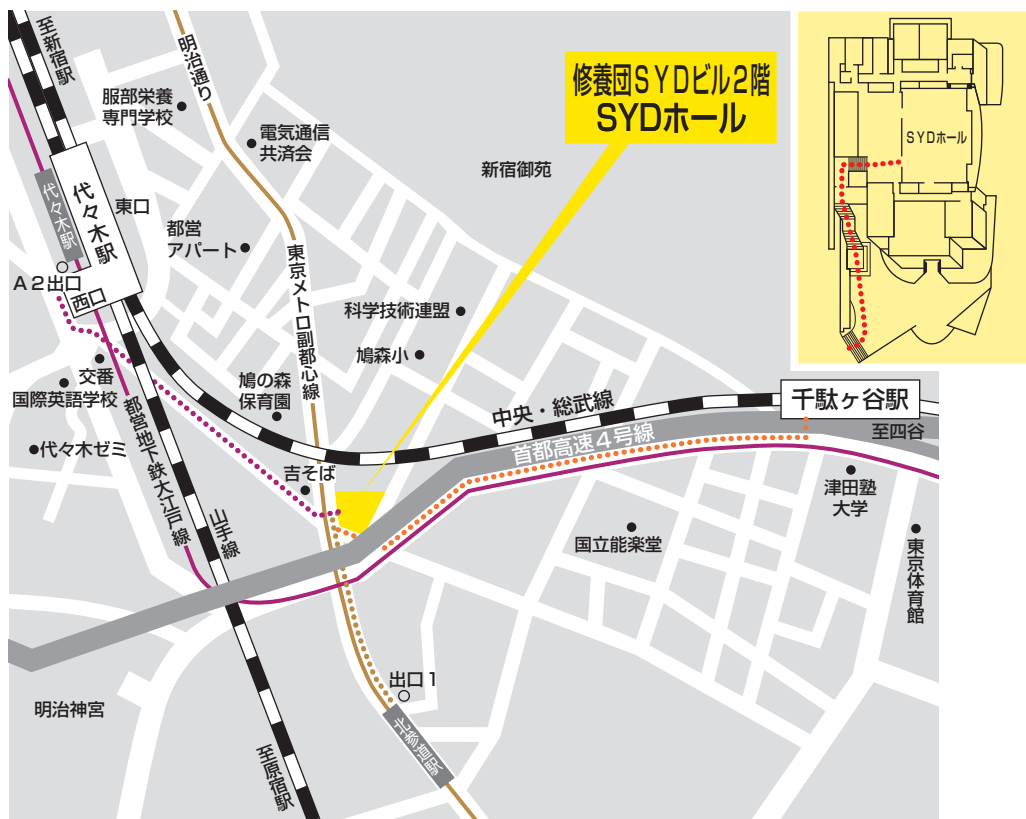 至新宿駅
明治通り
服部栄養
専門学校
電気通信
共済会
修養団SYDビル2階
SYDホール
SYDホール
新宿御苑
代々木駅
代々木駅
東口
都営
アパート
A2出口
西口
東京メトロ副都心線
科学技術連盟
鳩森小
交番
国際英語学校
鳩の森
保育園
中央・総武線
千駄ヶ谷駅
至四谷
首都高速4号線
代々木ゼミ
都営地下鉄大江戸線
吉そば
山手線
津田塾
大学
国立能楽堂
東京体育館
出口1
明治神宮
北参道駅
至原宿駅